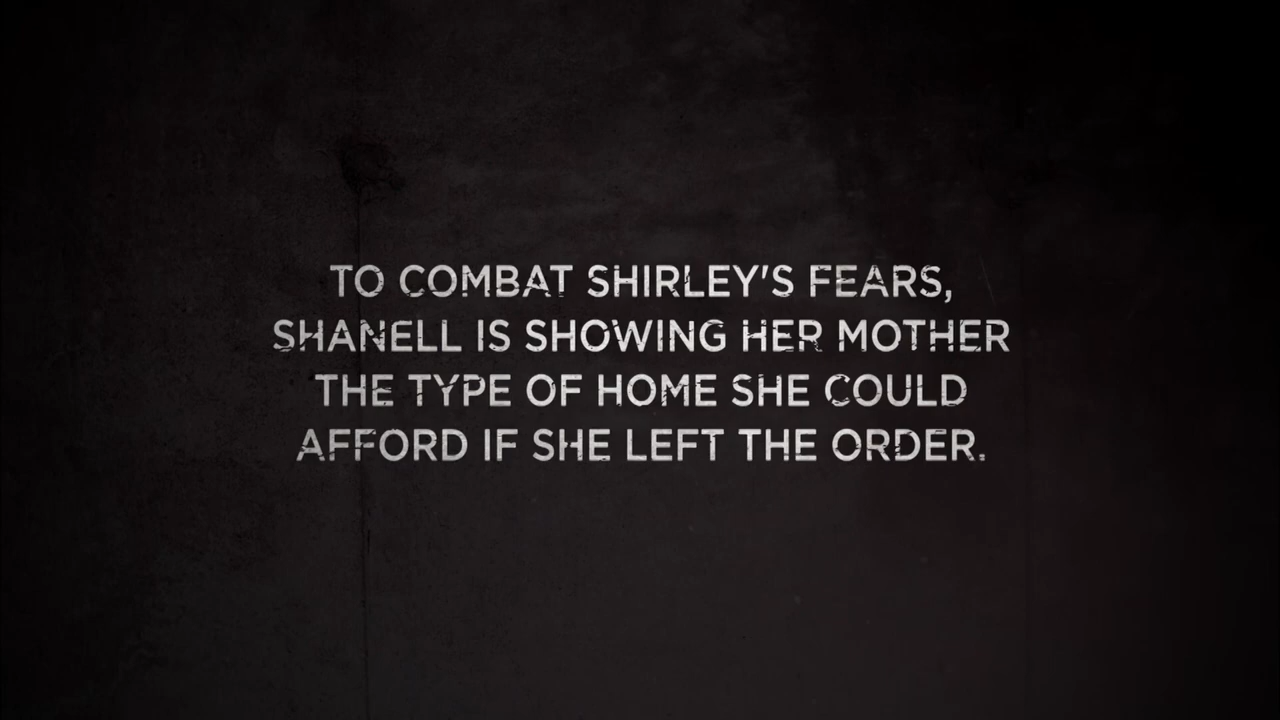 TO COMBAT SHIRLEY'S FEARS,
SHANELL IS SHOWING HER MOTHER
THE TYPE OF HOME SHE COULD
AFFORD IF SHE LEFT THE ORDER.